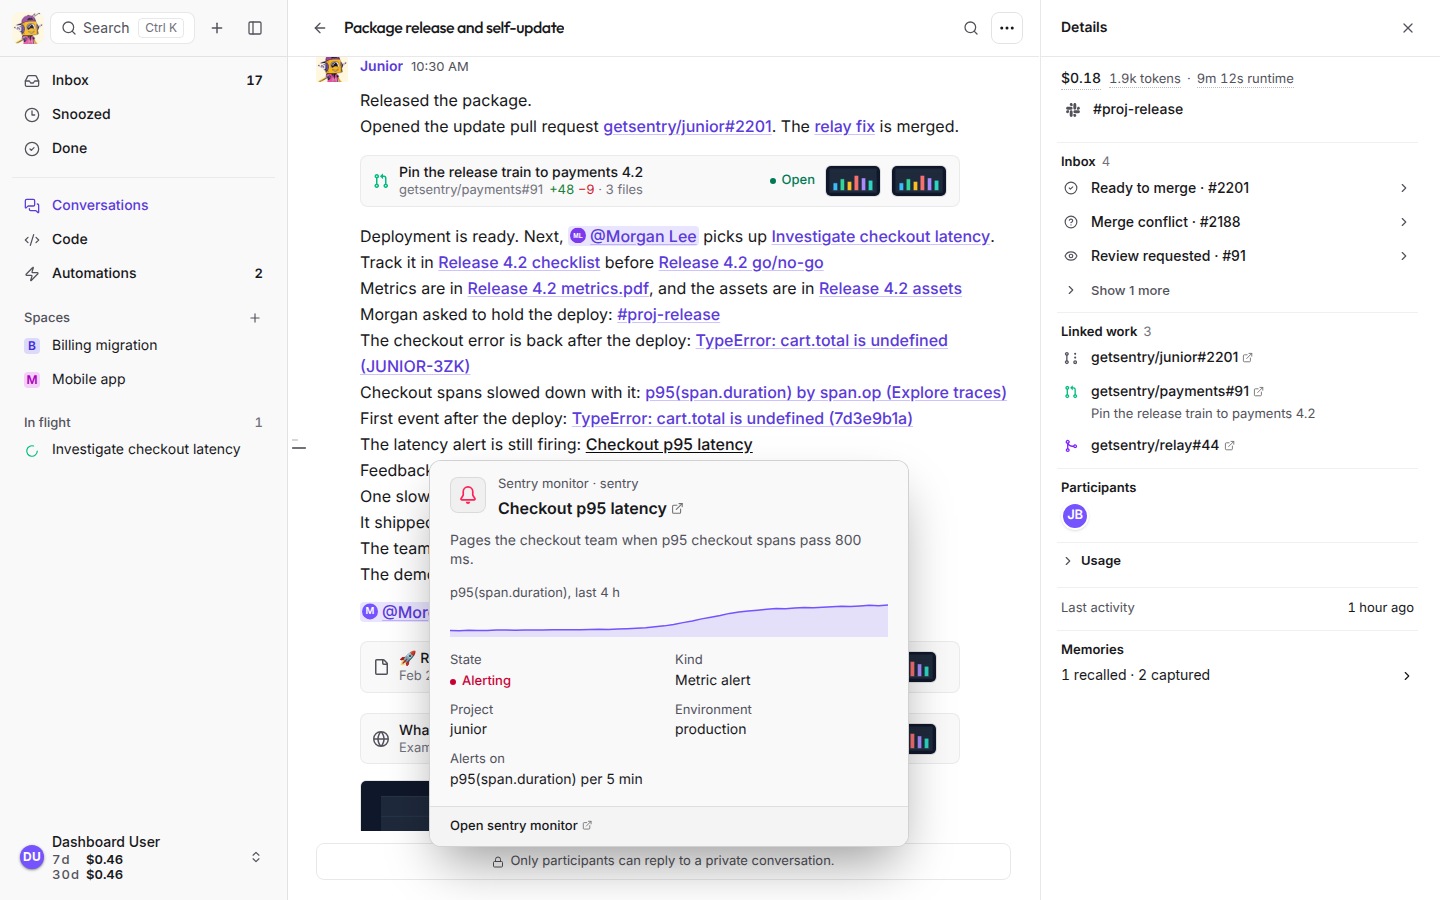 Search Ctrl K
Inbox 17
Snoozed
Done
Conversations
Code
Automations 2
Spaces
B Billing migration
M Mobile app
In flight 1
Investigate checkout latency
DU Dashboard User
7d $0.46
30d $0.46
Package release and self-update
Junior 10:30 AM
Released the package.
Opened the update pull request getsentry/junior#2201. The relay fix is merged.
Pin the release train to payments 4.2
getsentry/payments#91 +48 −9 · 3 files
Open
Deployment is ready. Next, ML @Morgan Lee picks up Investigate checkout latency.
Track it in Release 4.2 checklist before Release 4.2 go/no-go
Metrics are in Release 4.2 metrics.pdf, and the assets are in Release 4.2 assets
Morgan asked to hold the deploy: #proj-release
The checkout error is back after the deploy: TypeError: cart.total is undefined
(JUNIOR-3ZK)
Checkout spans slowed down with it: p95(span.duration) by span.op (Explore traces)
First event after the deploy: TypeError: cart.total is undefined (7d3e9b1a)
The latency alert is still firing: Checkout p95 latency
Feedback
One slow
It shipped
The team
The dem
M @Mor
🚀 R
Feb 2
Wha
Exam
Sentry monitor · sentry
Checkout p95 latency
Pages the checkout team when p95 checkout spans pass 800
ms.
p95(span.duration), last 4 h
State Kind
Alerting Metric alert
Project Environment
junior production
Alerts on
p95(span.duration) per 5 min
Open sentry monitor
Only participants can reply to a private conversation.
Details
$0.18 1.9k tokens · 9m 12s runtime
#proj-release
Inbox 4
Ready to merge · #2201
Merge conflict · #2188
Review requested · #91
Show 1 more
Linked work 3
getsentry/junior#2201
getsentry/payments#91
Pin the release train to payments 4.2
getsentry/relay#44
Participants
JB
Usage
Last activity 1 hour ago
Memories
1 recalled · 2 captured